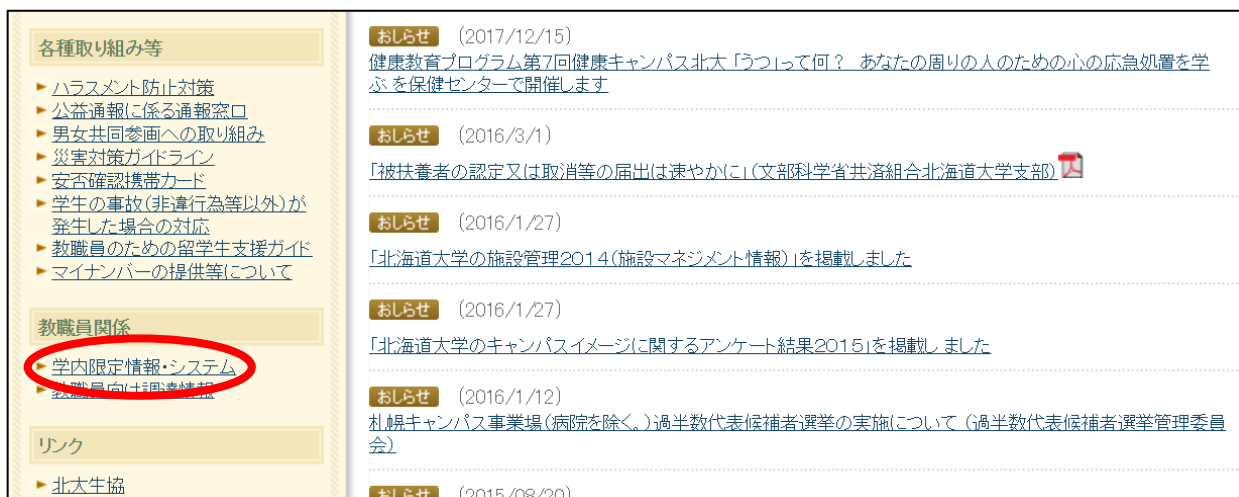 各種取り組み等
ハラスメント防止対策
公益通報に係る通報窓口
男女共同参画への取り組み
災害対策ガイドライン
安否確認携帯カード
学生の事故(非違行為等以外)が
発生した場合の対応
教職員のための留学生支援ガイド
マイナンバーの提供等について
教職員関係
学内限定情報・システム
教職員向け調達情報
リンク
北大生協
おしらせ (2017/12/15)
健康教育プログラム第7回健康キャンパス北大 「うつ」って何? あなたの周りの人のための心の応急処置を学
ぶ を保健センターで開催します
おしらせ (2016/3/1)
「被扶養者の認定又は取消等の届出は速やかに」(文部科学省共済組合北海道大学支部)
おしらせ (2016/1/27)
「北海道大学の施設管理2014(施設マネジメント情報)」を掲載しました
おしらせ (2016/1/27)
「北海道大学のキャンパスイメージに関するアンケート結果2015」を掲載し ました
おしらせ (2016/1/12)
札幌キャンパス事業場(病院を除く。)過半数代表候補者選挙の実施について (過半数代表候補者選挙管理委員
会)
おしらせ (2015/08/20)